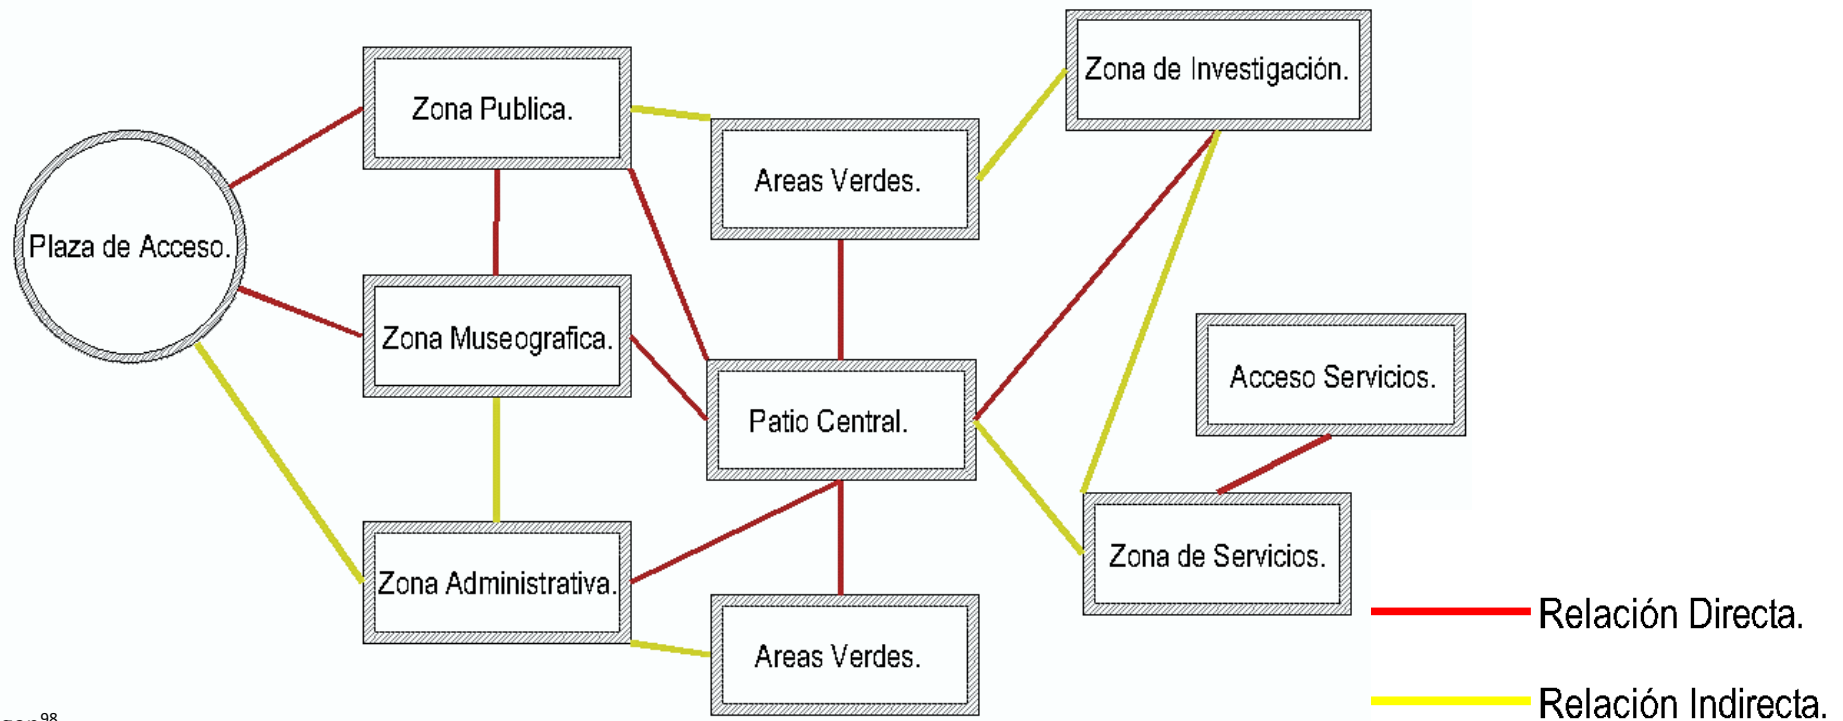 Zona de Investigación.
Zona Publica.
Areas Verdes.
Plaza de Acceso.
Zona Museografica.
Acceso Servicios.
Patio Central.
Zona de Servicios.
Zona Administrativa.
Relación Directa.
Areas Verdes.
Relación Indirecta.
98